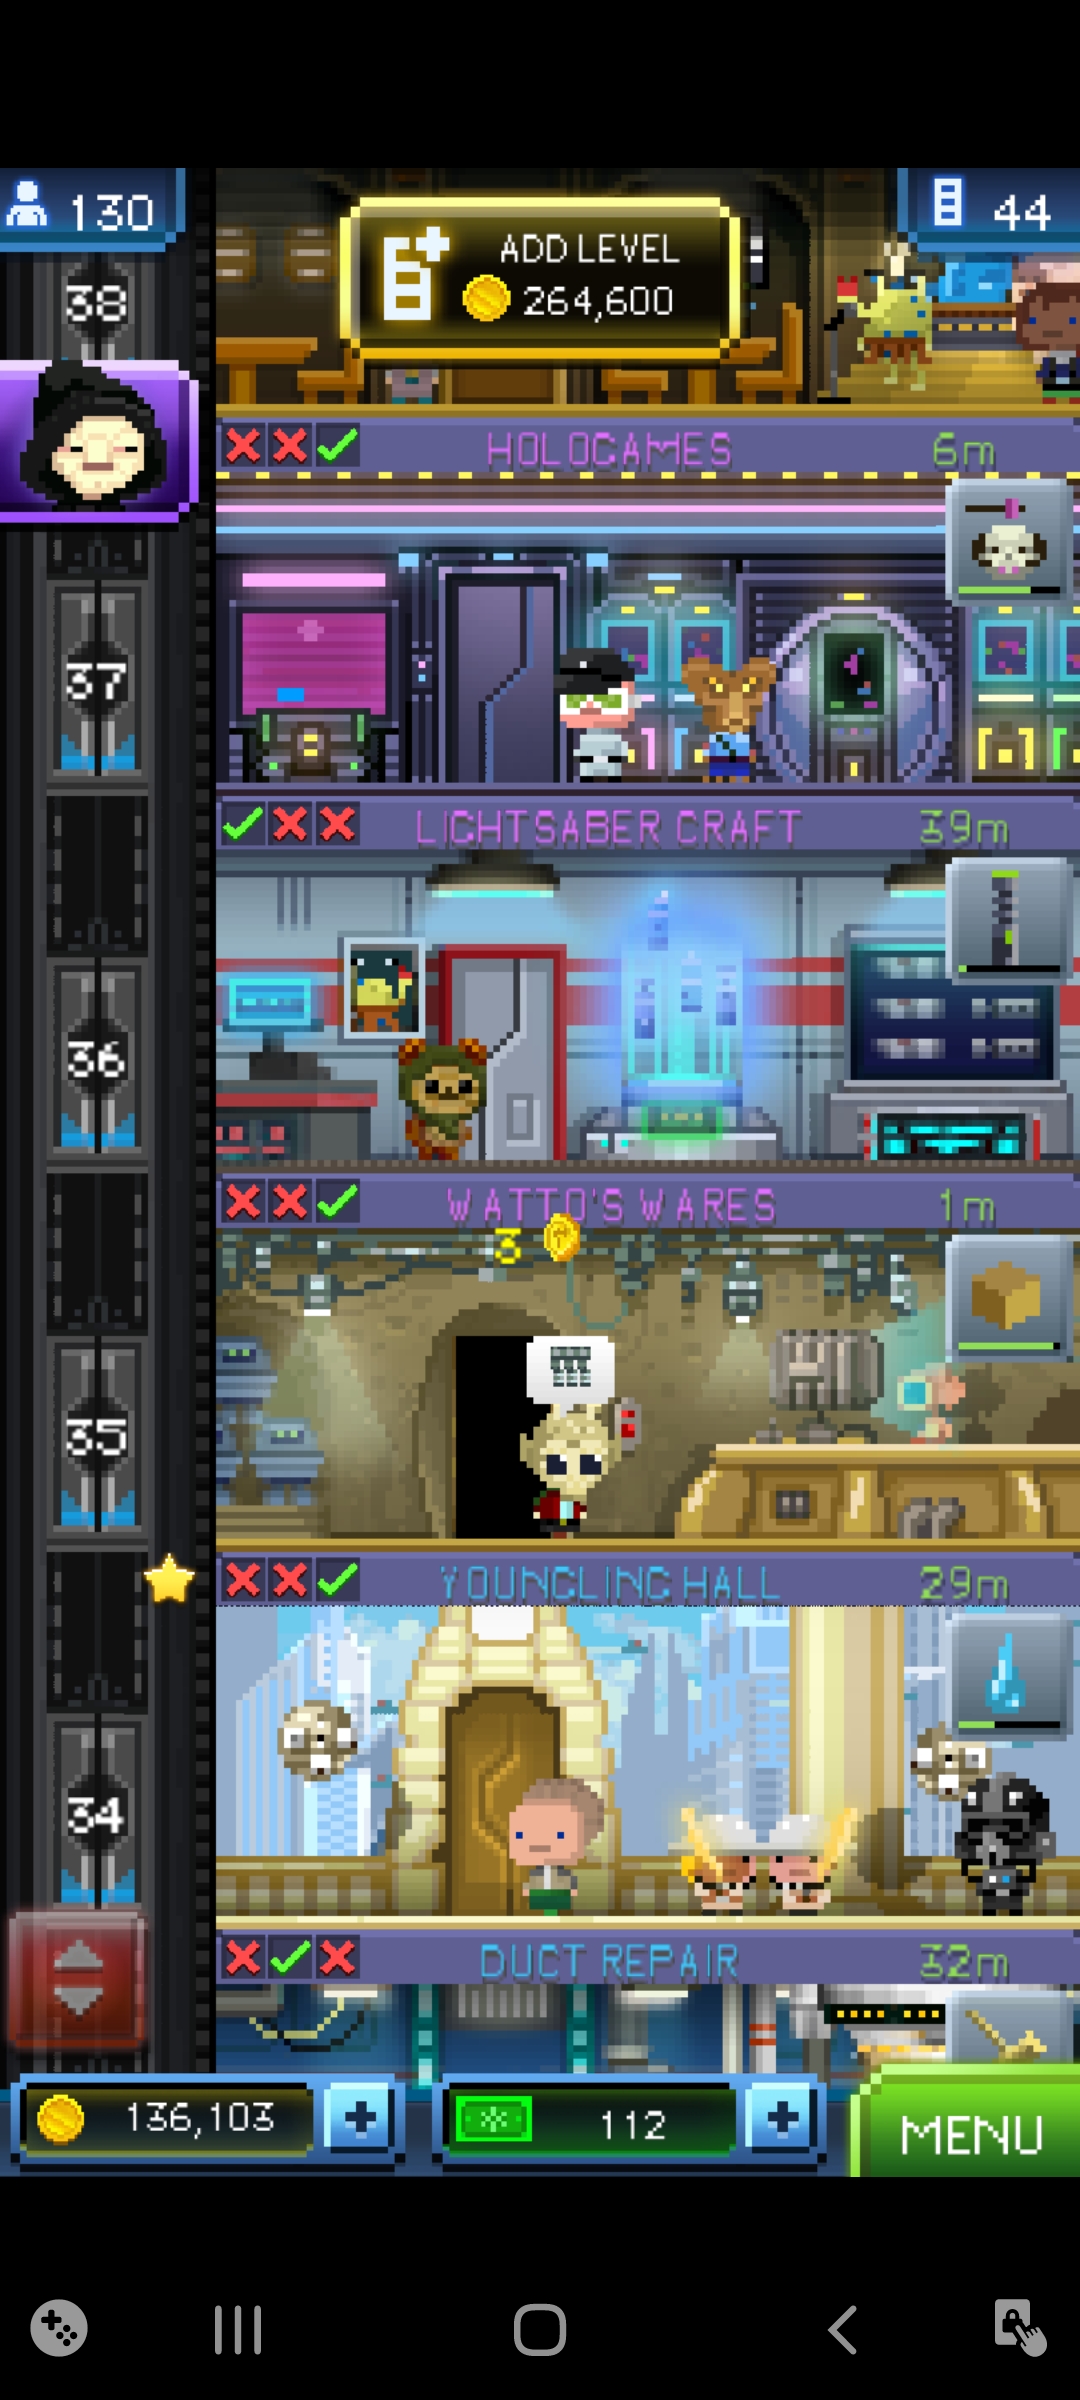 130
44
38
ADD LEVEL
264,600
HOLOGAMES
6m
37
LIGHTSABER CRAFT
39m
36
WATTO'S WARES
1m
3
35
YOUNGLING HALL
29m
34
DUCT REPAIR
32m
136,103
112
MENU